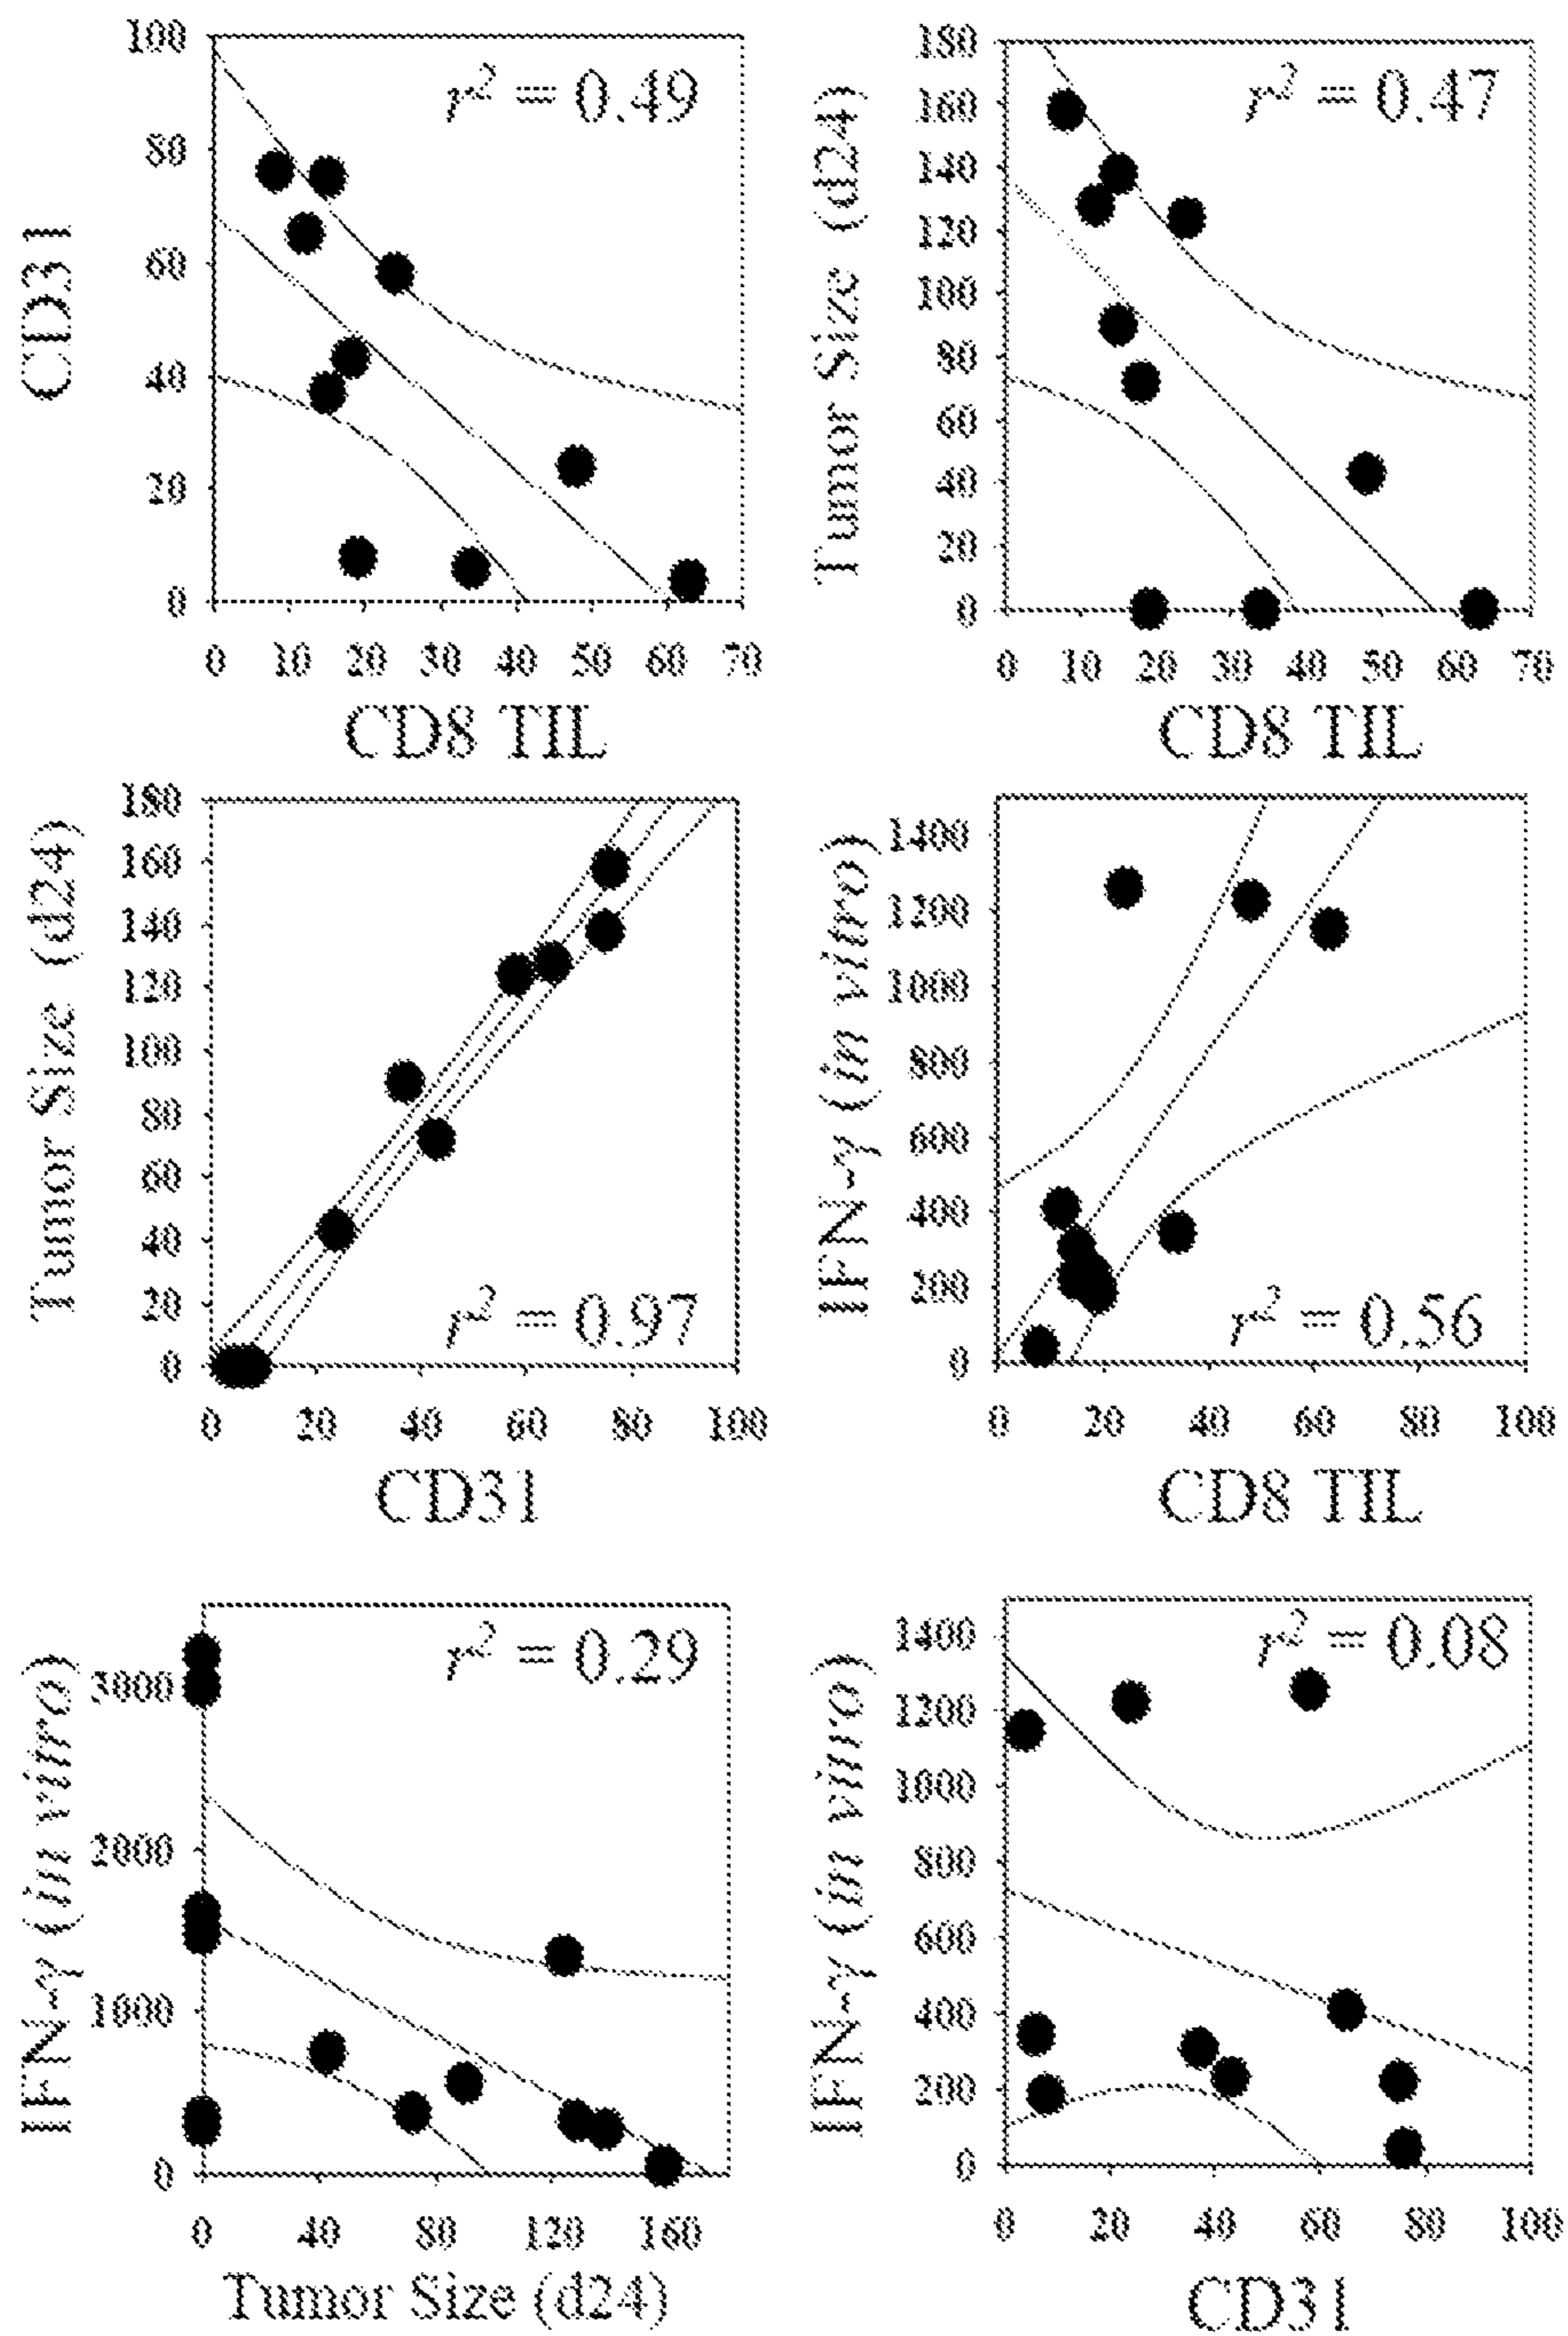 CD31
100
80
60
40
20
0
r² = 0.49
0 10 20 30 40 50 60 70
CD8 TIL
Tumor Size (d24)
180
160
140
120
100
80
60
40
20
0
r² = 0.47
0 10 20 30 40 50 60 70
CD8 TIL
Tumor Size (d24)
180
160
140
120
100
80
60
40
20
0
r² = 0.97
0 20 40 60 80 100
CD31
IFN-γ (in vitro)
1400
1200
1000
800
600
400
200
0
r² = 0.56
0 20 40 60 80 100
CD8 TIL
IFN-γ (in vitro)
3000
2000
1000
0
r² = 0.29
0 40 80 120 160
Tumor Size (d24)
IFN-γ (in vitro)
1400
1200
1000
800
600
400
200
0
r² = 0.08
0 20 40 60 80 100
CD31